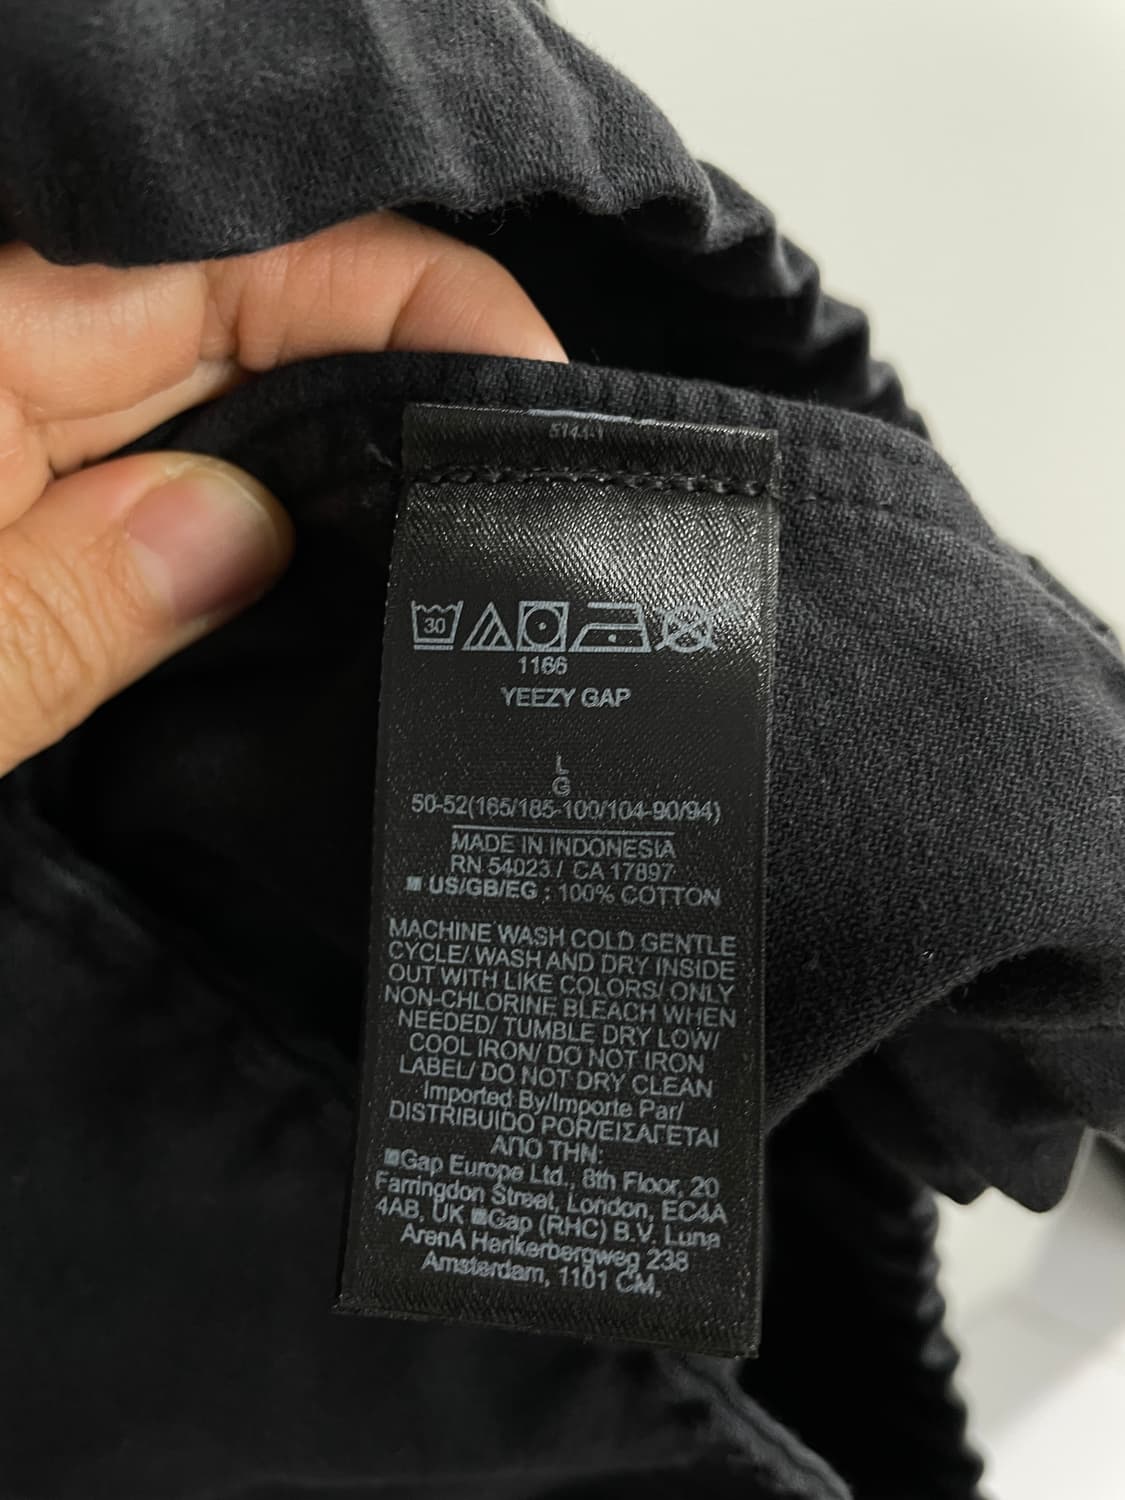 30
1166
YEEZY GAP
L
G
50-52(165/185-100/104-90/94)
MADE IN INDONESIA
RN 54023 / CA 17897
US/GB/EG : 100% COTTON
MACHINE WASH COLD GENTLE
CYCLE/ WASH AND DRY INSIDE
OUT WITH LIKE COLORS/ ONLY
NON-CHLORINE BLEACH WHEN
NEEDED/ TUMBLE DRY LOW/
COOL IRON/ DO NOT IRON
LABEL/ DO NOT DRY CLEAN
Imported By/Importe Par/
DISTRIBUIDO POR/ΕΙΣΑΓΕΤΑΙ
ΑΠΟ ΤΗΝ:
Gap Europe Ltd., 8th Floor, 20
Farringdon Street, London, EC4A
4AB, UK Gap (RHC) B.V. Luna
ArenA Herikerbergweg 238
Amsterdam, 1101 CM,